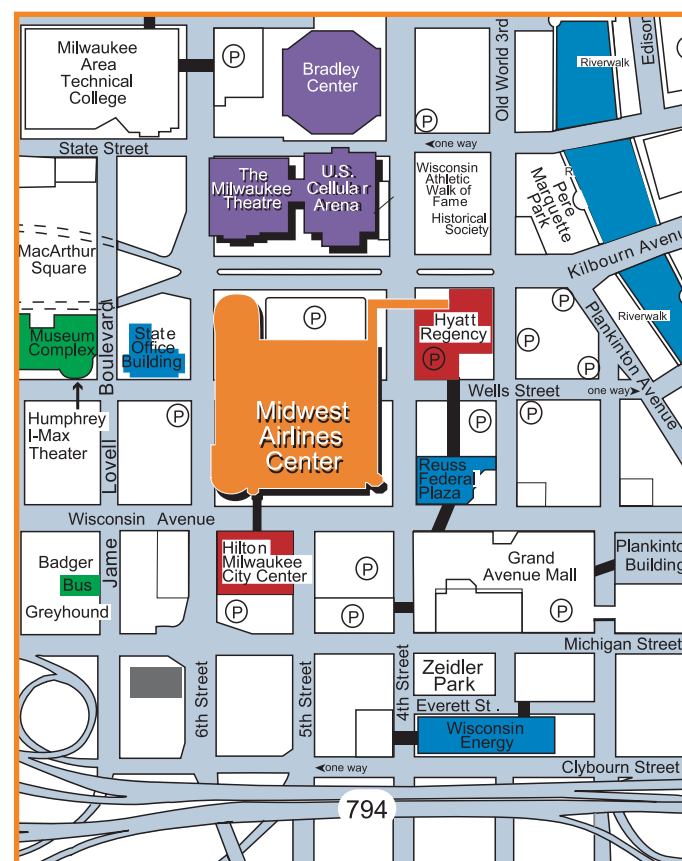 Milwaukee
Area
Technical
College
P
Bradley
Center
P
Old World 3rd
Riverwalk
Edison
P
State Street
one way
The
Milwaukee
Theatre
U.S.
Cellular
Arena
Wisconsin
Athletic
Walk of
Fame
Historical
Society
R
Pere
Marquette
Park
MacArthur
Square
Kilbourn Avenu
Museum
Complex
Boulevard
State
Office
Building
P
Hyatt
Regency
P
P
P
P
Riverwalk
Plankinton Avenue
Wells Street
one way
Humphrey
I-Max
Theater
Lovell
P
Midwest
Airlines
Center
P
P
Reuss
Federal
Plaza
Wisconsin Avenue
Jame
Badger
Bus
Greyhound
Hilton
Milwaukee
City Center
P
P
P
Grand
Avenue Mall
P
Plankinto
Building
Michigan Street
6th Street
5th Street
4th Street
Zeidler
Park
Everett St .
Wisconsin
Energy
one way
Clybourn Street
794